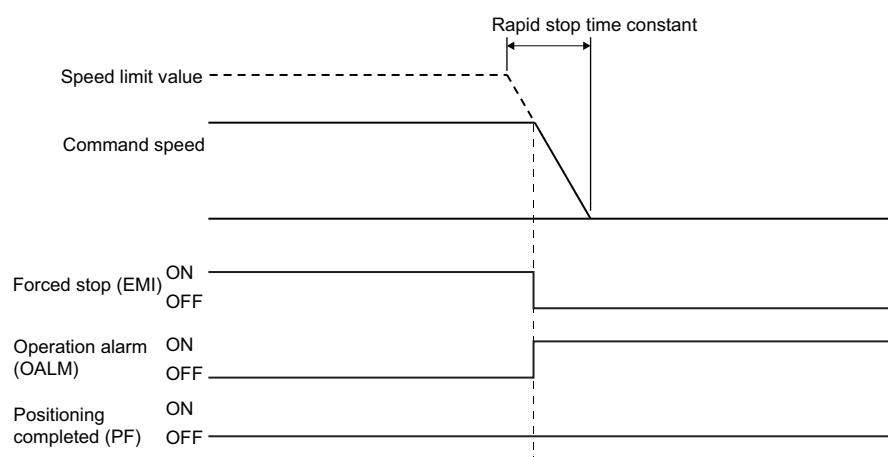 Rapid stop time constant
Speed limit value
Command speed
Forced stop (EMI)
ON
OFF
Operation alarm
(OALM)
ON
OFF
Positioning
completed (PF)
ON
OFF